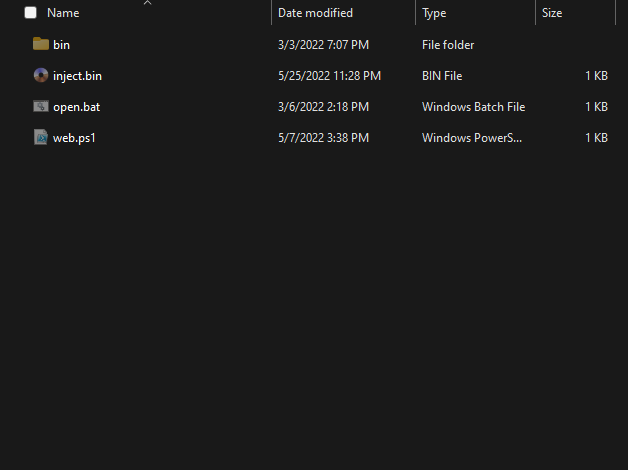 Name Date modified Type Size
bin 3/3/2022 7:07 PM File folder
inject.bin 5/25/2022 11:28 PM BIN File 1 KB
open.bat 3/6/2022 2:18 PM Windows Batch File 1 KB
web.ps1 5/7/2022 3:38 PM Windows PowerS... 1 KB